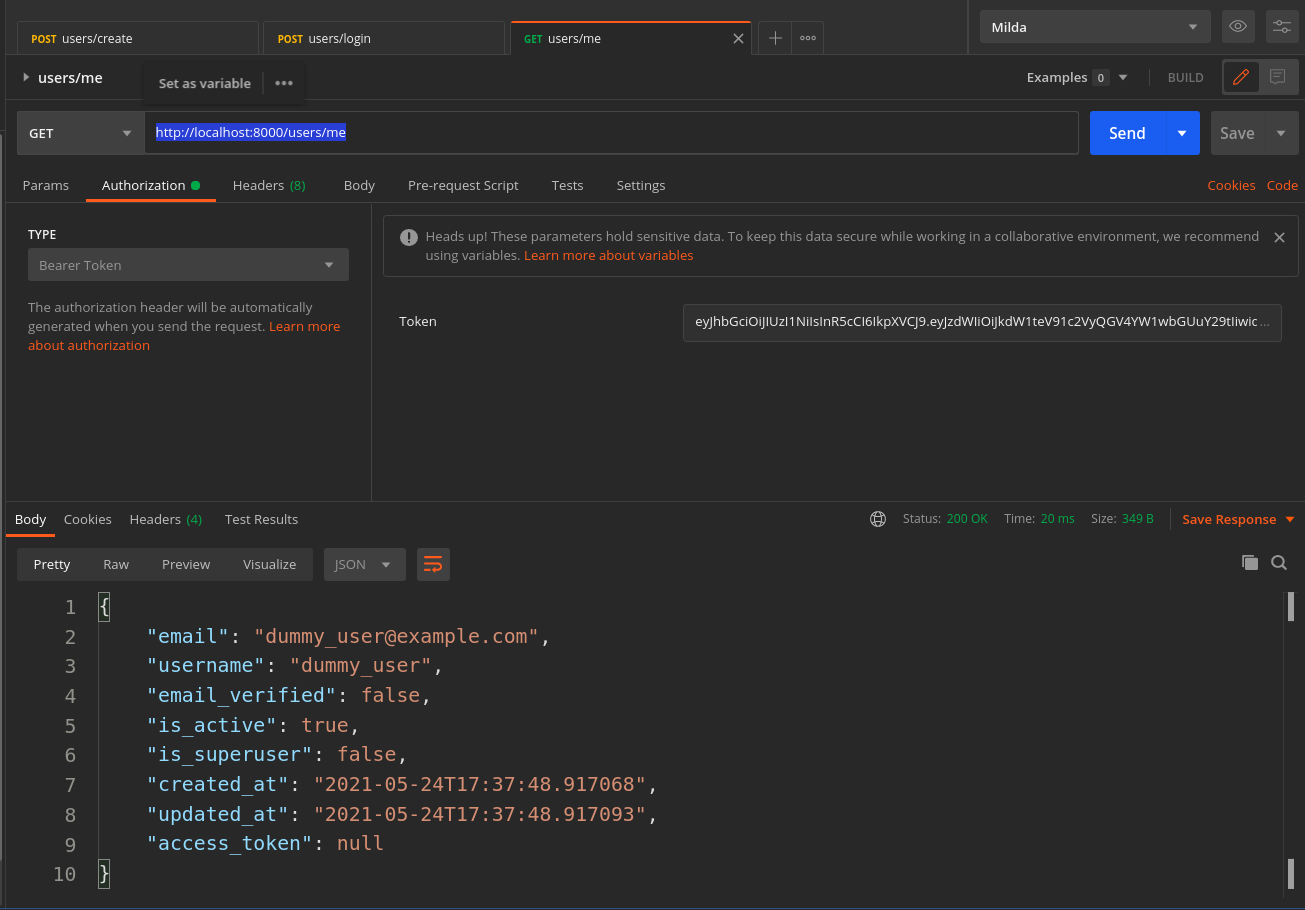 POST users/create
POST users/login
GET users/me
Milda
users/me
Set as variable
Examples 0
BUILD
GET
http://localhost:8000/users/me
Send
Save
Params
Authorization
Headers (8)
Body
Pre-request Script
Tests
Settings
Cookies
Code
TYPE
Bearer Token
The authorization header will be automatically
generated when you send the request. Learn more
about authorization
Heads up! These parameters hold sensitive data. To keep this data secure while working in a collaborative environment, we recommend
using variables. Learn more about variables
Token
eyJhbGciOiJIUzI1NiIsInR5cCI6IkpXVCJ9.eyJzdWIiOiJkdW1teV91c2VyQGV4YW1wbGUuY29tIiwic ...
Body
Cookies
Headers (4)
Test Results
Status: 200 OK
Time: 20 ms
Size: 349 B
Save Response
Pretty
Raw
Preview
Visualize
JSON
1 {
2 "email": "dummy_user@example.com",
3 "username": "dummy_user",
4 "email_verified": false,
5 "is_active": true,
6 "is_superuser": false,
7 "created_at": "2021-05-24T17:37:48.917068",
8 "updated_at": "2021-05-24T17:37:48.917093",
9 "access_token": null
10 }